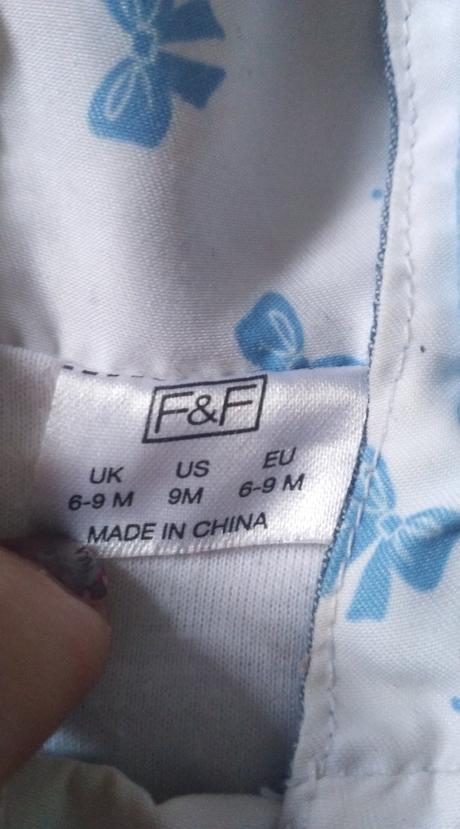 F&F
UK US EU
6-9 M 9M 6-9 M
MADE IN CHINA